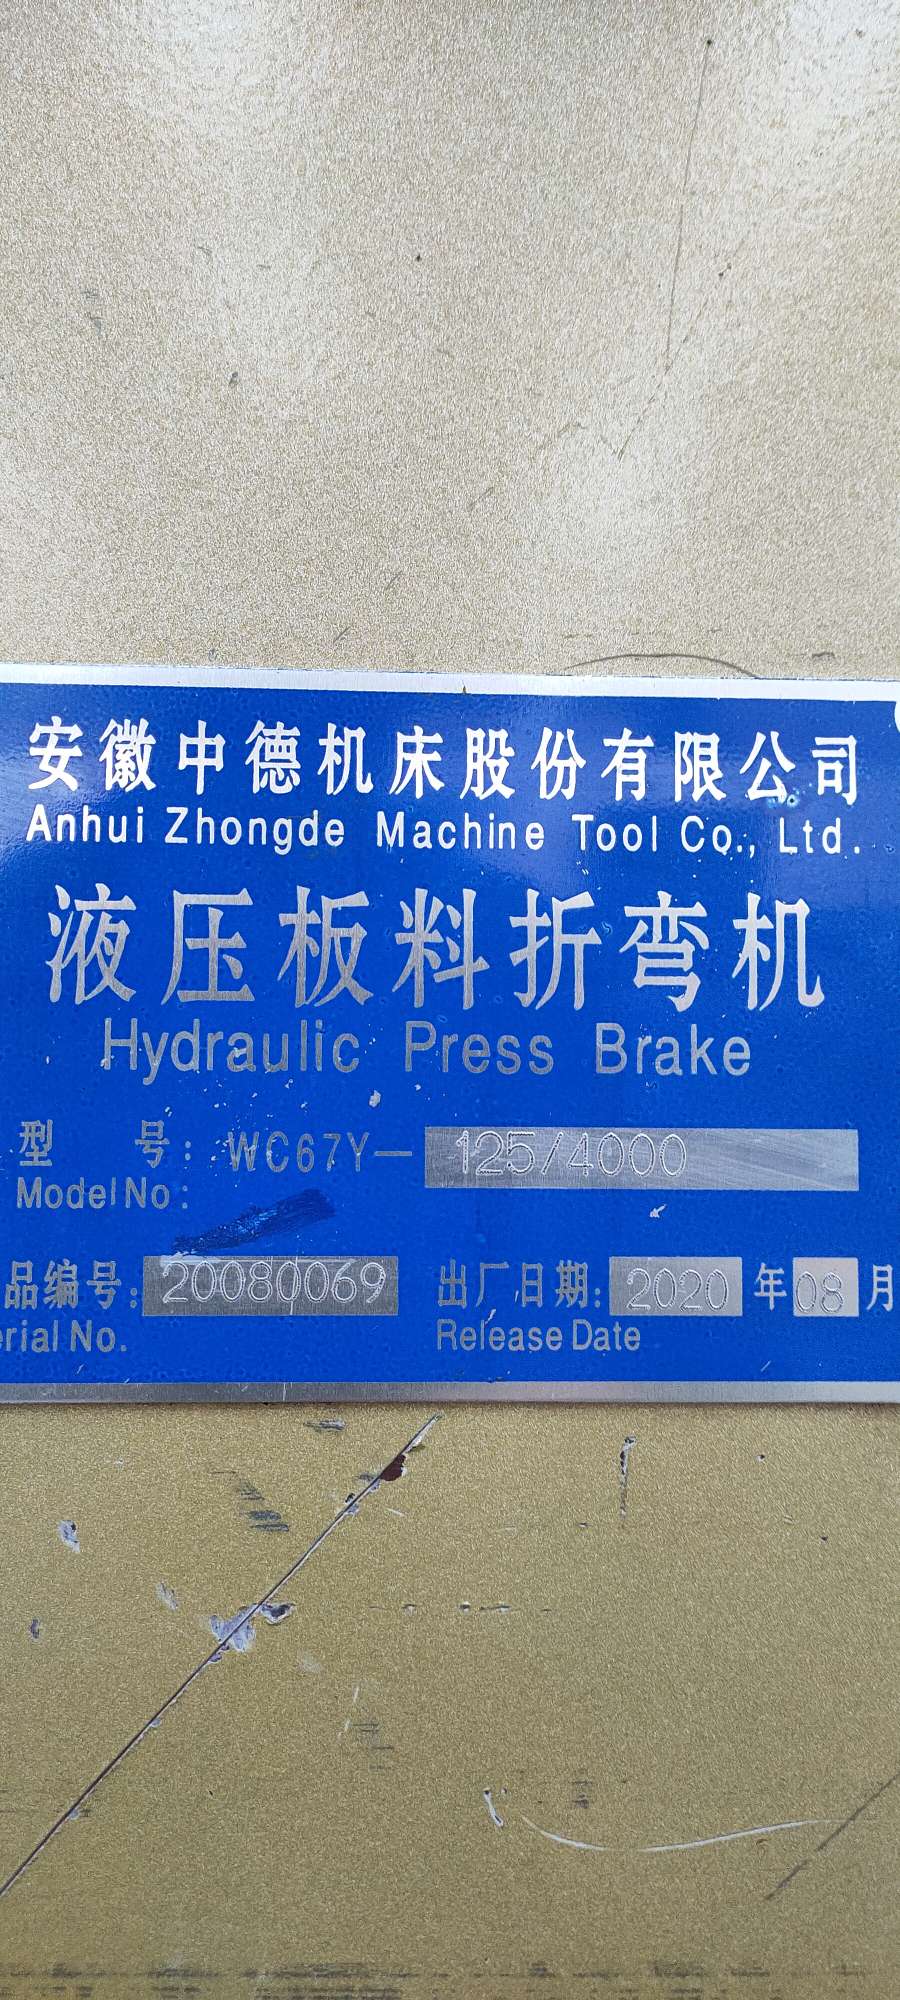 安徽中德机床股份有限公司
Anhui Zhongde Machine Tool Co., Ltd.
液压板料折弯机
Hydraulic Press Brake
型 号: WC67Y— 125/4000
Model No:
品编号: 20080069 出厂日期: 2020 年 08 月
erial No. Release Date